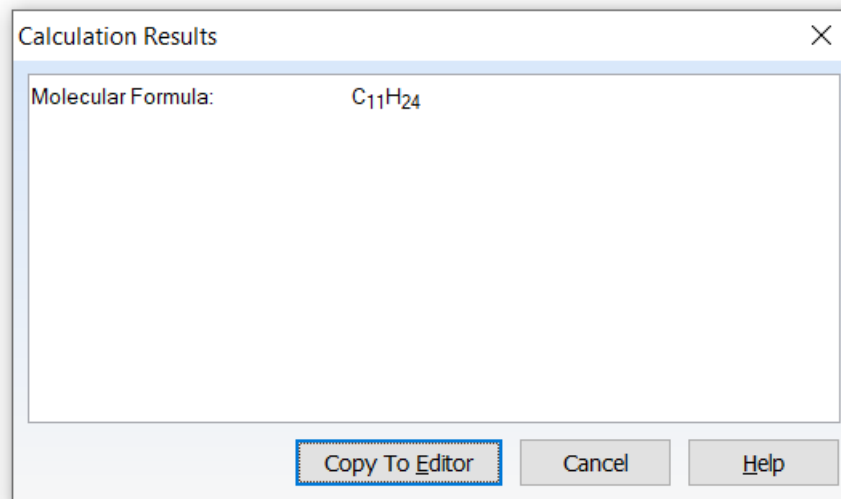 Calculation Results
Molecular Formula: C₁₁H₂₄
Copy To Editor Cancel Help